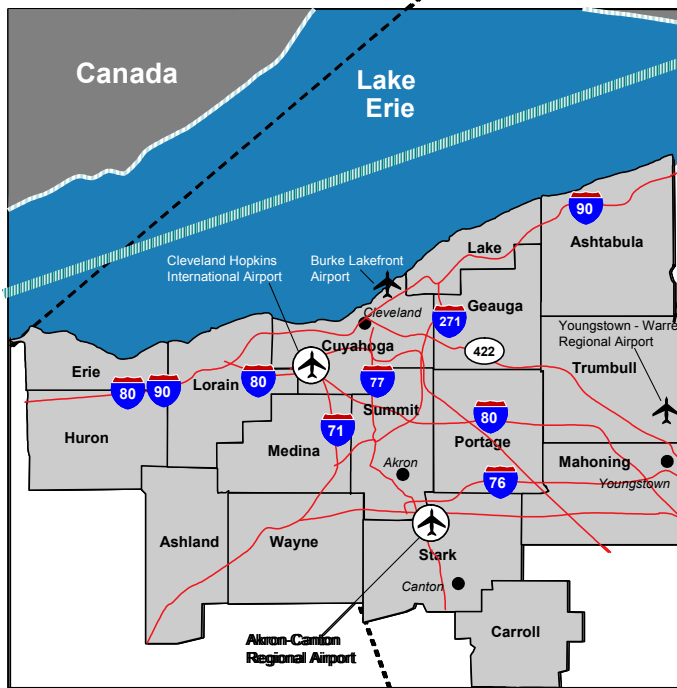 Canada
Lake
Erie
90
Ashtabula
Lake
Cleveland Hopkins
International Airport
Burke Lakefront
Airport
Geauga
Cleveland
271
Youngstown - Warre
Regional Airport
Cuyahoga
422
Erie
Trumbull
80
90
Lorain
80
77
Summit
80
Huron
71
Portage
Medina
Mahoning
Akron
76
Youngstown
Ashland
Wayne
Stark
Canton
Carroll
Akron-Canton
Regional Airport